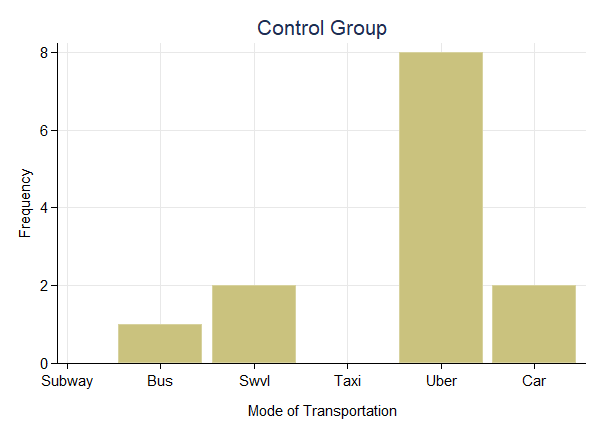 Control Group
8
6
4
2
0
Frequency
Subway Bus Swvl Taxi Uber Car
Mode of Transportation